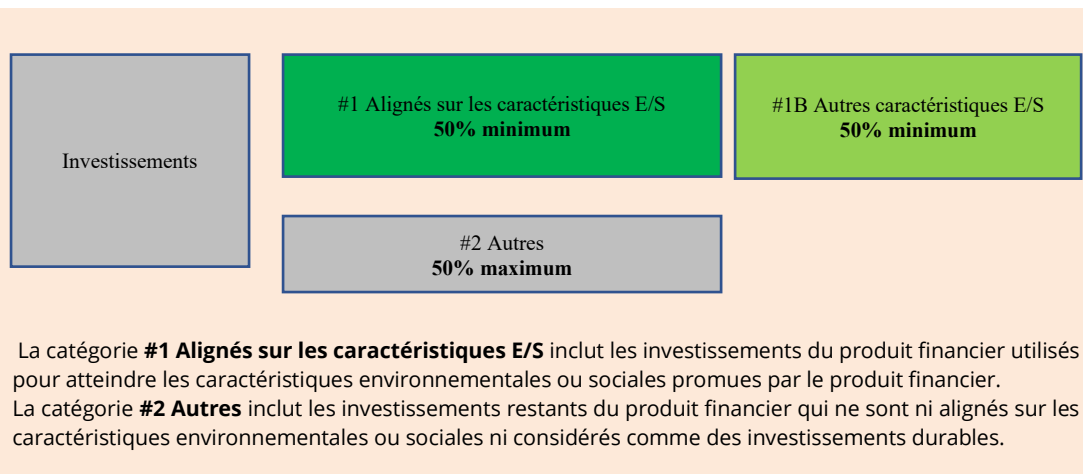 Investissements
#1 Alignés sur les caractéristiques E/S
50% minimum
#1B Autres caractéristiques E/S
50% minimum
#2 Autres
50% maximum
La catégorie #1 Alignés sur les caractéristiques E/S inclut les investissements du produit financier utilisés
pour atteindre les caractéristiques environnementales ou sociales promues par le produit financier.
La catégorie #2 Autres inclut les investissements restants du produit financier qui ne sont ni alignés sur les
caractéristiques environnementales ou sociales ni considérés comme des investissements durables.